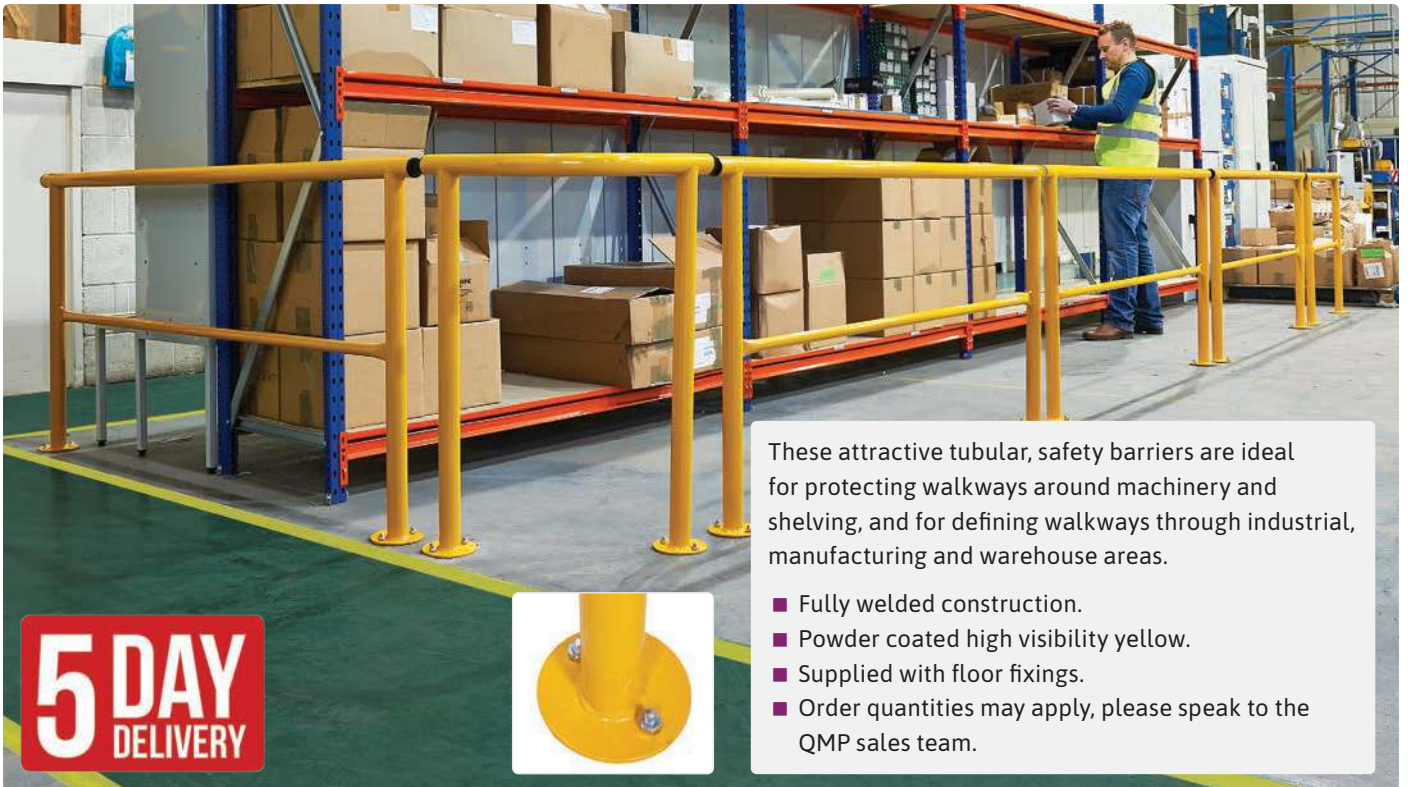 These attractive tubular, safety barriers are ideal
for protecting walkways around machinery and
shelving, and for defining walkways through industrial,
manufacturing and warehouse areas.
■ Fully welded construction.
■ Powder coated high visibility yellow.
■ Supplied with floor fixings.
■ Order quantities may apply, please speak to the
QMP sales team.
5 DAY
DELIVERY